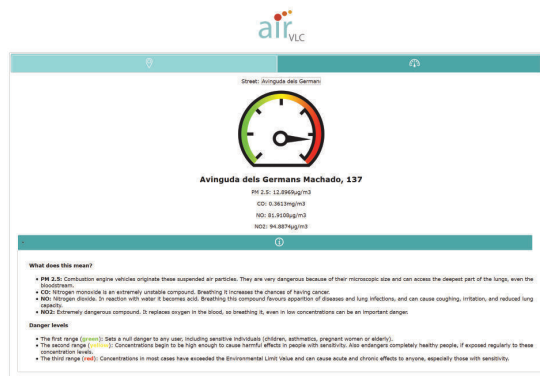 air VLC
Street: Avinguda dels Germani
Avinguda dels Germans Machado, 137
PM 2.5: 12.8969µg/m3
CO: 0.3613mg/m3
NO: 81.9108µg/m3
NO2: 94.8874µg/m3
What does this mean?
• PM 2.5: Combustion engine vehicles originate these suspended air particles. They are very dangerous because of their microscopic size and can access the deepest part of the lungs, even the
bloodstream.
• CO: Nitrogen monoxide is an extremely unstable compound. Breathing it increases the chances of having cancer.
• NO: Nitrogen dioxide. In reaction with water it becomes acid. Breathing this compound favours apparition of diseases and lung infections, and can cause coughing, irritation, and reduced lung
capacity.
• NO2: Extremely dangerous compound. It replaces oxygen in the blood, so breathing it, even in low concentrations can be an important danger.
Danger levels
• The first range (green): Sets a null danger to any user, including sensitive individuals (children, asthmatics, pregnant women or elderly).
• The second range (yellow): Concentrations begin to be high enough to cause harmful effects in people with sensitivity. Also endangers completely healthy people, if exposed regularly to these
concentration levels.
• The third range (red): Concentrations in most cases have exceeded the Environmental Limit Value and can cause acute and chronic effects to anyone, especially those with sensitivity.